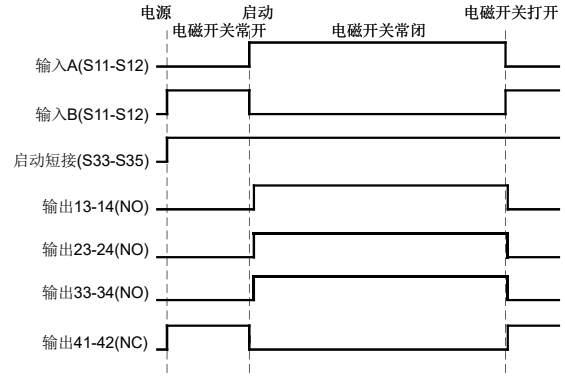 电源 启动 电磁开关打开
电磁开关常开 电磁开关常闭
输入A(S11-S12)
输入B(S11-S12)
启动短接(S33-S35)
输出13-14(NO)
输出23-24(NO)
输出33-34(NO)
输出41-42(NC)